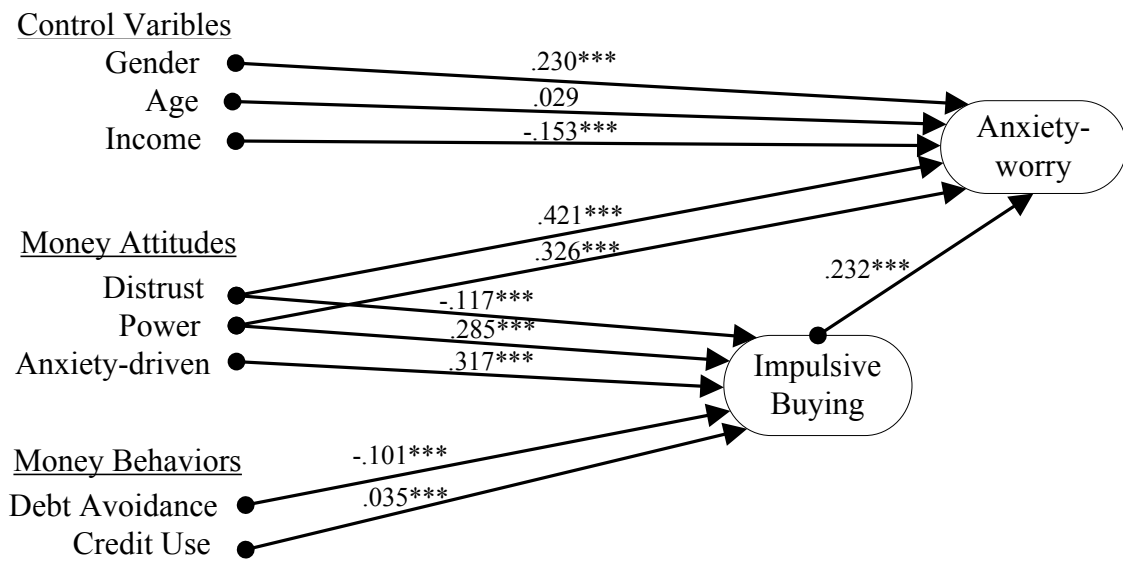 Control Varibles
Gender
.230***
Age
.029
Income
-.153***
Anxiety-
worry
Money Attitudes
.421***
.326***
Distrust
-.117***
Power
.285***
Anxiety-driven
.317***
.232***
Impulsive
Buying
Money Behaviors
-.101***
Debt Avoidance
.035***
Credit Use